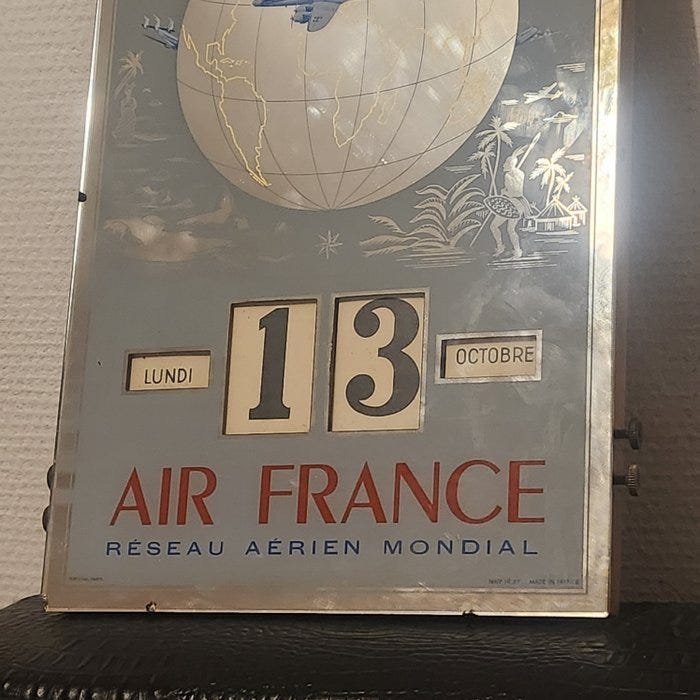 LUNDI 13 OCTOBRE
AIR FRANCE
RÉSEAU AÉRIEN MONDIAL
MADE IN FRANCE